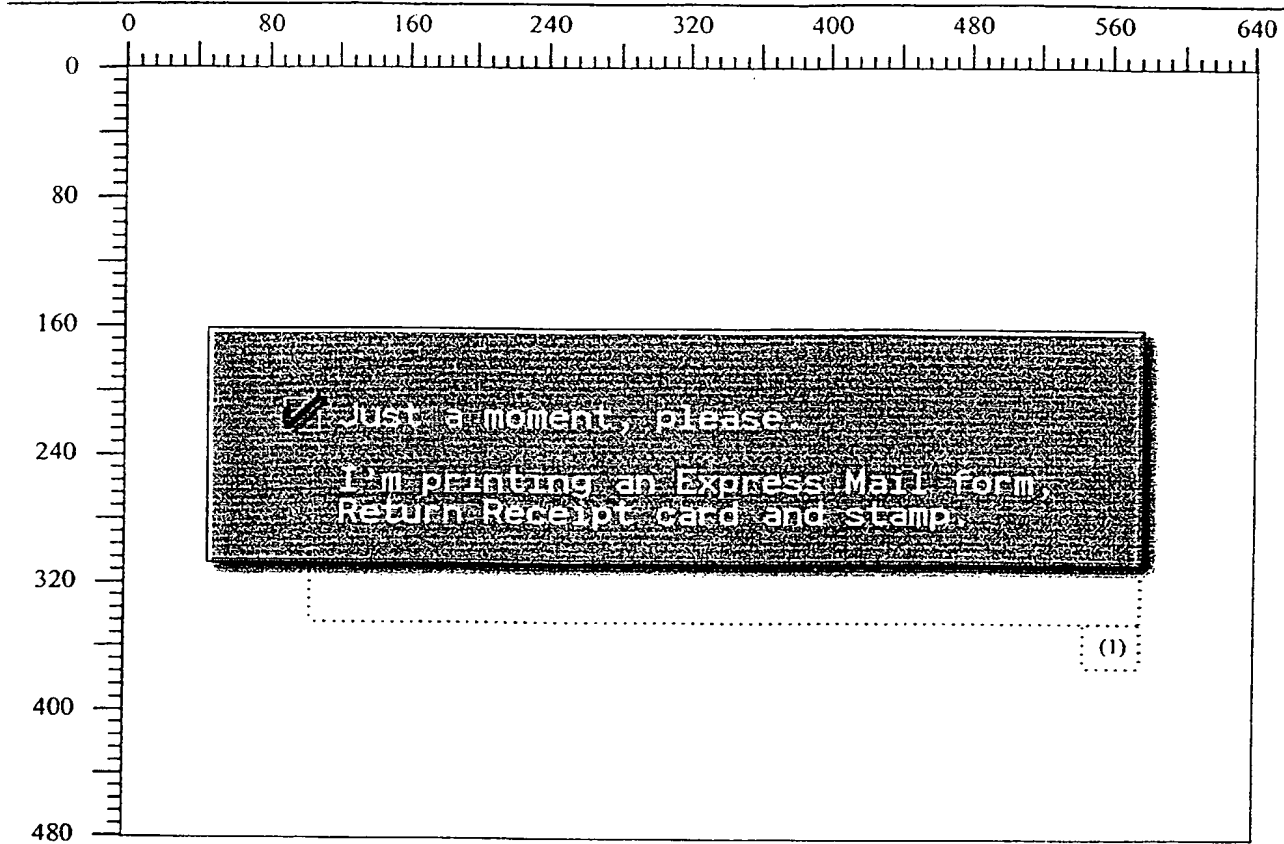 0 80 160 240 320 400 480 560 640
0
80
160
Just a moment, please.
240
I'm printing an Express Mail form,
Return Receipt card and stamp.
320
(1)
400
480